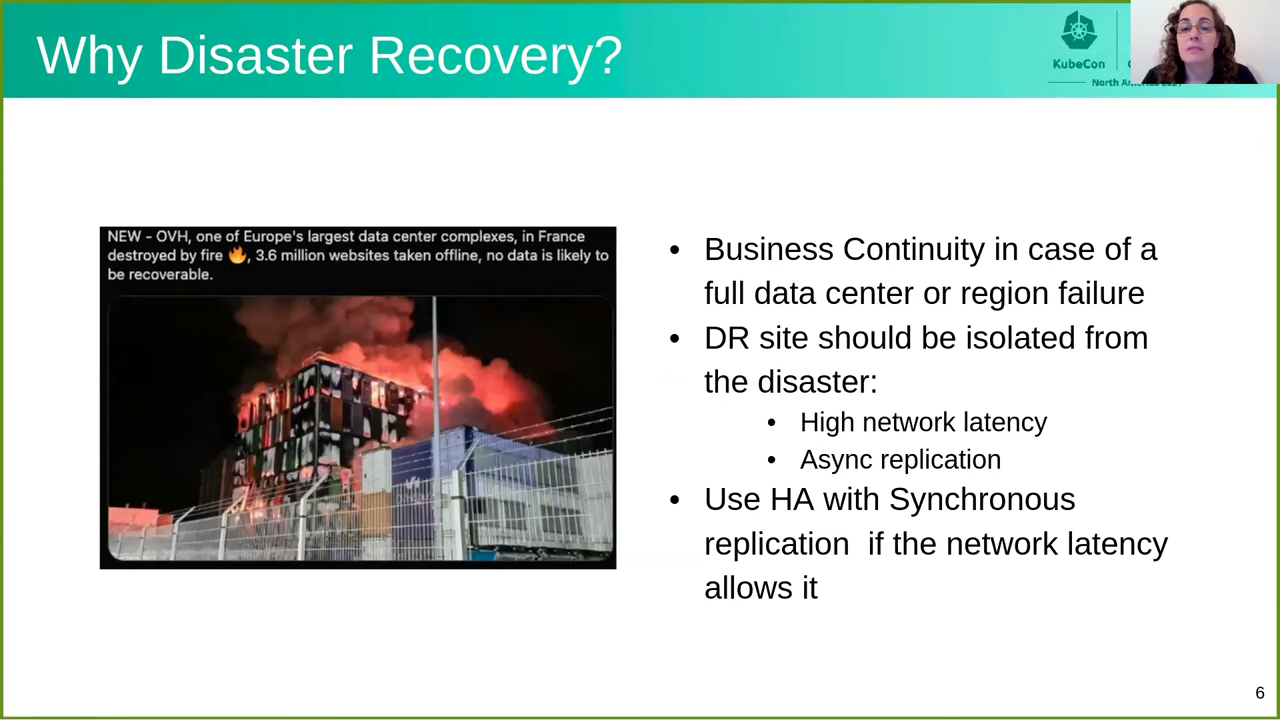 Why Disaster Recovery?
KubeCon
North
NEW - OVH, one of Europe's largest data center complexes, in France
destroyed by fire 🔥, 3.6 million websites taken offline, no data is likely to
be recoverable.
• Business Continuity in case of a
full data center or region failure
• DR site should be isolated from
the disaster:
• High network latency
• Async replication
• Use HA with Synchronous
replication if the network latency
allows it
6